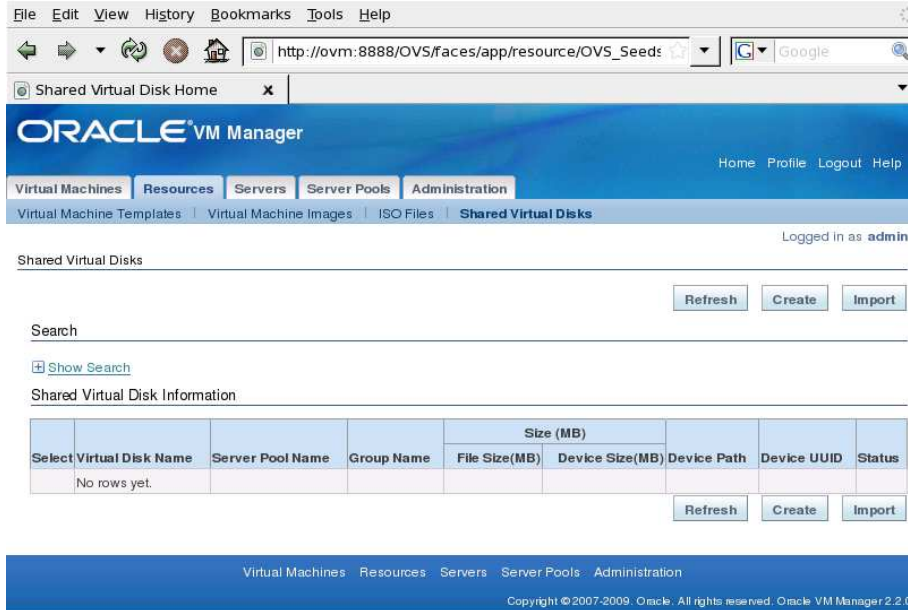 File Edit View History Bookmarks Tools Help
http://ovm:8888/OVS/faces/app/resource/OVS_Seeds
G Google
Shared Virtual Disk Home x
ORACLE VM Manager
Home Profile Logout Help
Virtual Machines Resources Servers Server Pools Administration
Virtual Machine Templates | Virtual Machine Images | ISO Files | Shared Virtual Disks
Logged in as admin
Shared Virtual Disks
Refresh Create Import
Search
Show Search
Shared Virtual Disk Information
Size (MB)
Select Virtual Disk Name Server Pool Name Group Name File Size(MB) Device Size(MB) Device Path Device UUID Status
No rows yet.
Refresh Create Import
Virtual Machines Resources Servers Server Pools Administration
Copyright © 2007-2009. Oracle. All rights reserved. Oracle VM Manager 2.2.0